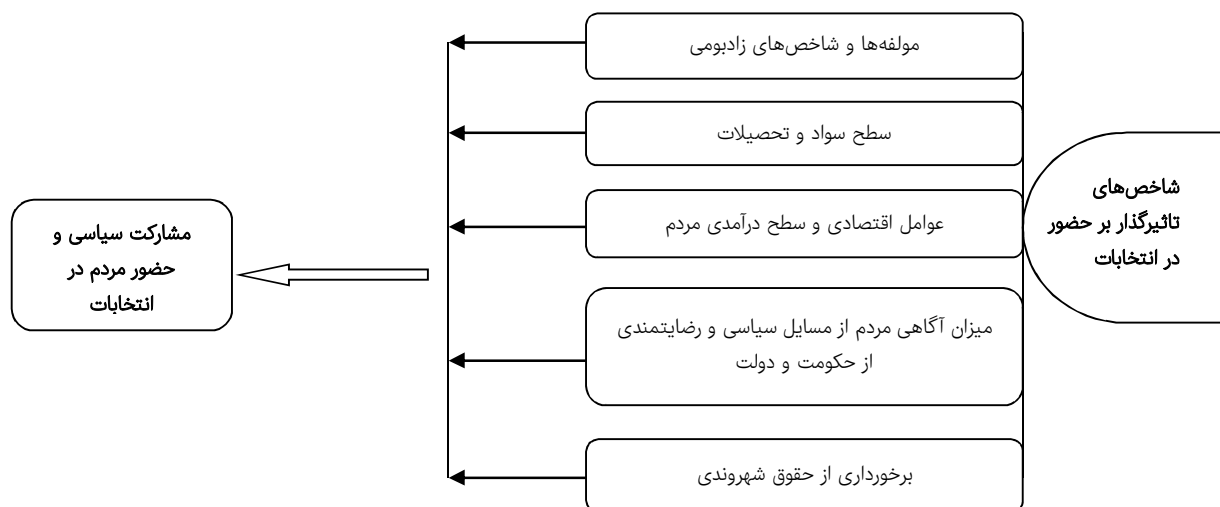 شاخص‌های
تاثیرگذار بر حضور
در انتخابات
مولفه‌ها و شاخص‌های زادبومی
سطح سواد و تحصیلات
عوامل اقتصادی و سطح درآمدی مردم
میزان آگاهی مردم از مسایل سیاسی و رضایتمندی
از حکومت و دولت
برخورداری از حقوق شهروندی
مشارکت سیاسی و
حضور مردم در
انتخابات